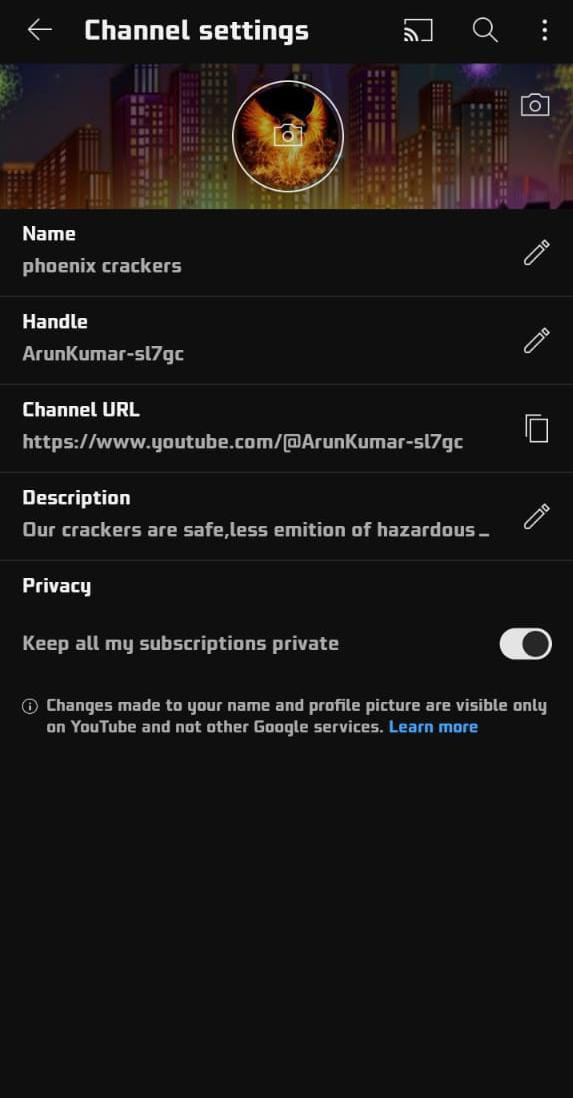 Channel settings
Name
phoenix crackers
Handle
ArunKumar-sl7gc
Channel URL
https://www.youtube.com/@ArunKumar-sl7gc
Description
Our crackers are safe,less emition of hazardous ...
Privacy
Keep all my subscriptions private
Changes made to your name and profile picture are visible only
on YouTube and not other Google services. Learn more